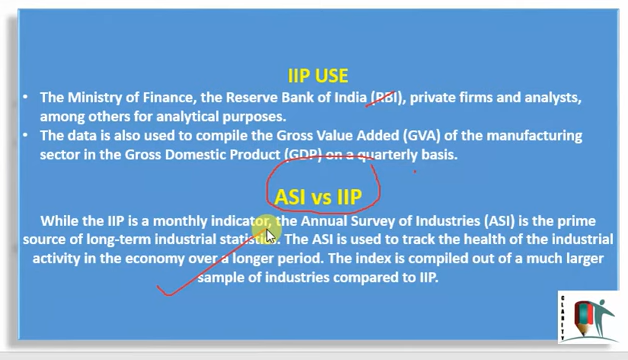 IIP USE
• The Ministry of Finance, the Reserve Bank of India (RBI), private firms and analysts,
among others for analytical purposes.
• The data is also used to compile the Gross Value Added (GVA) of the manufacturing
sector in the Gross Domestic Product (GDP) on a quarterly basis.
ASI vs IIP
While the IIP is a monthly indicator, the Annual Survey of Industries (ASI) is the prime
source of long-term industrial statistics. The ASI is used to track the health of the industrial
activity in the economy over a longer period. The index is compiled out of a much larger
sample of industries compared to IIP.
CLARITY